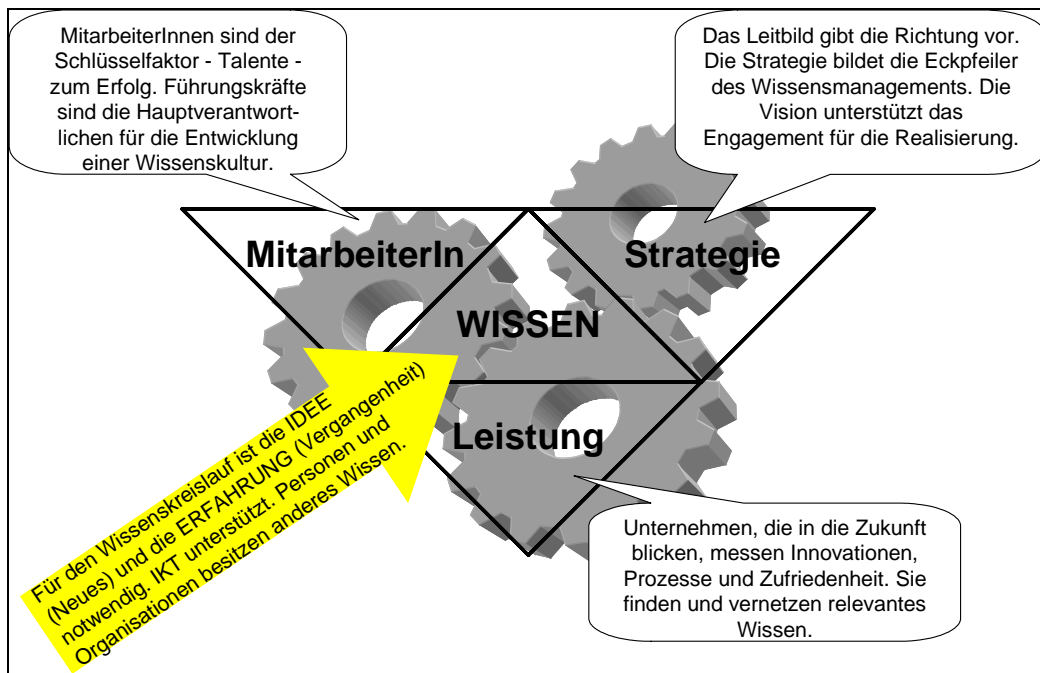 MitarbeiterInnen sind der
Schlüsselfaktor - Talente -
zum Erfolg. Führungskräfte
sind die Hauptverantwort-
lichen für die Entwicklung
einer Wissenskultur.
Das Leitbild gibt die Richtung vor.
Die Strategie bildet die Eckpfeiler
des Wissensmanagements. Die
Vision unterstützt das
Engagement für die Realisierung.
MitarbeiterIn
Strategie
WISSEN
Leistung
Für den Wissenskreislauf ist die IDEE
(Neues) und die ERFAHRUNG (Vergangenheit)
notwendig. IKT unterstützt. Personen und
Organisationen besitzen anderes Wissen.
Unternehmen, die in die Zukunft
blicken, messen Innovationen,
Prozesse und Zufriedenheit. Sie
finden und vernetzen relevantes
Wissen.